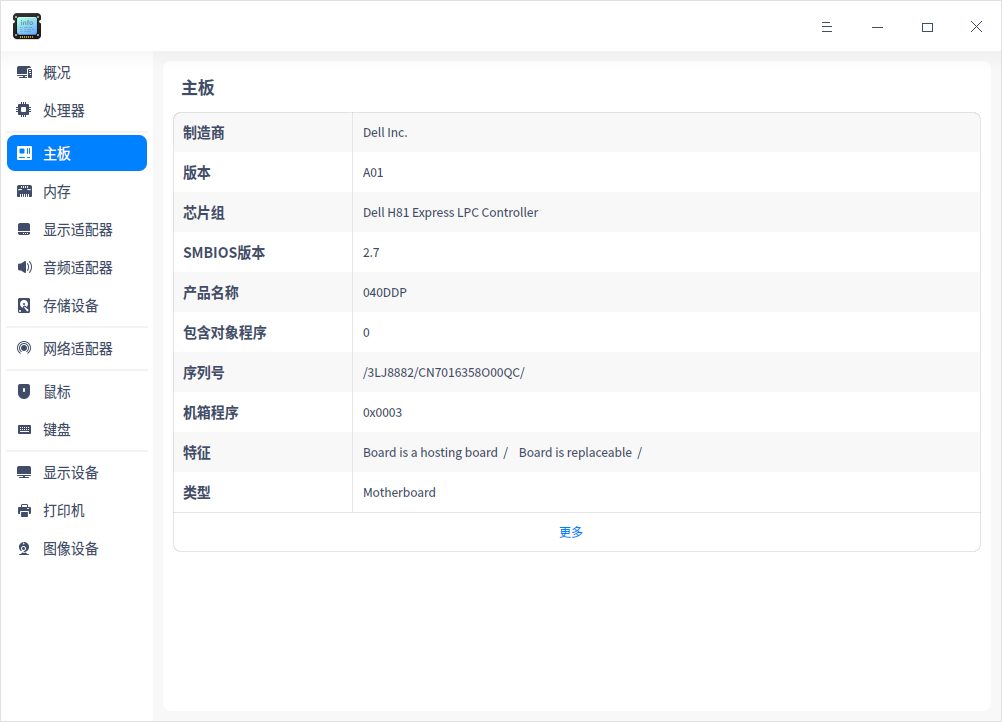 info
概况
处理器
主板
内存
显示适配器
音频适配器
存储设备
网络适配器
鼠标
键盘
显示设备
打印机
图像设备
主板
制造商 Dell Inc.
版本 A01
芯片组 Dell H81 Express LPC Controller
SMBIOS版本 2.7
产品名称 040DDP
包含对象程序 0
序列号 /3LJ8882/CN7016358O00QC/
机箱程序 0x0003
特征 Board is a hosting board / Board is replaceable /
类型 Motherboard
更多